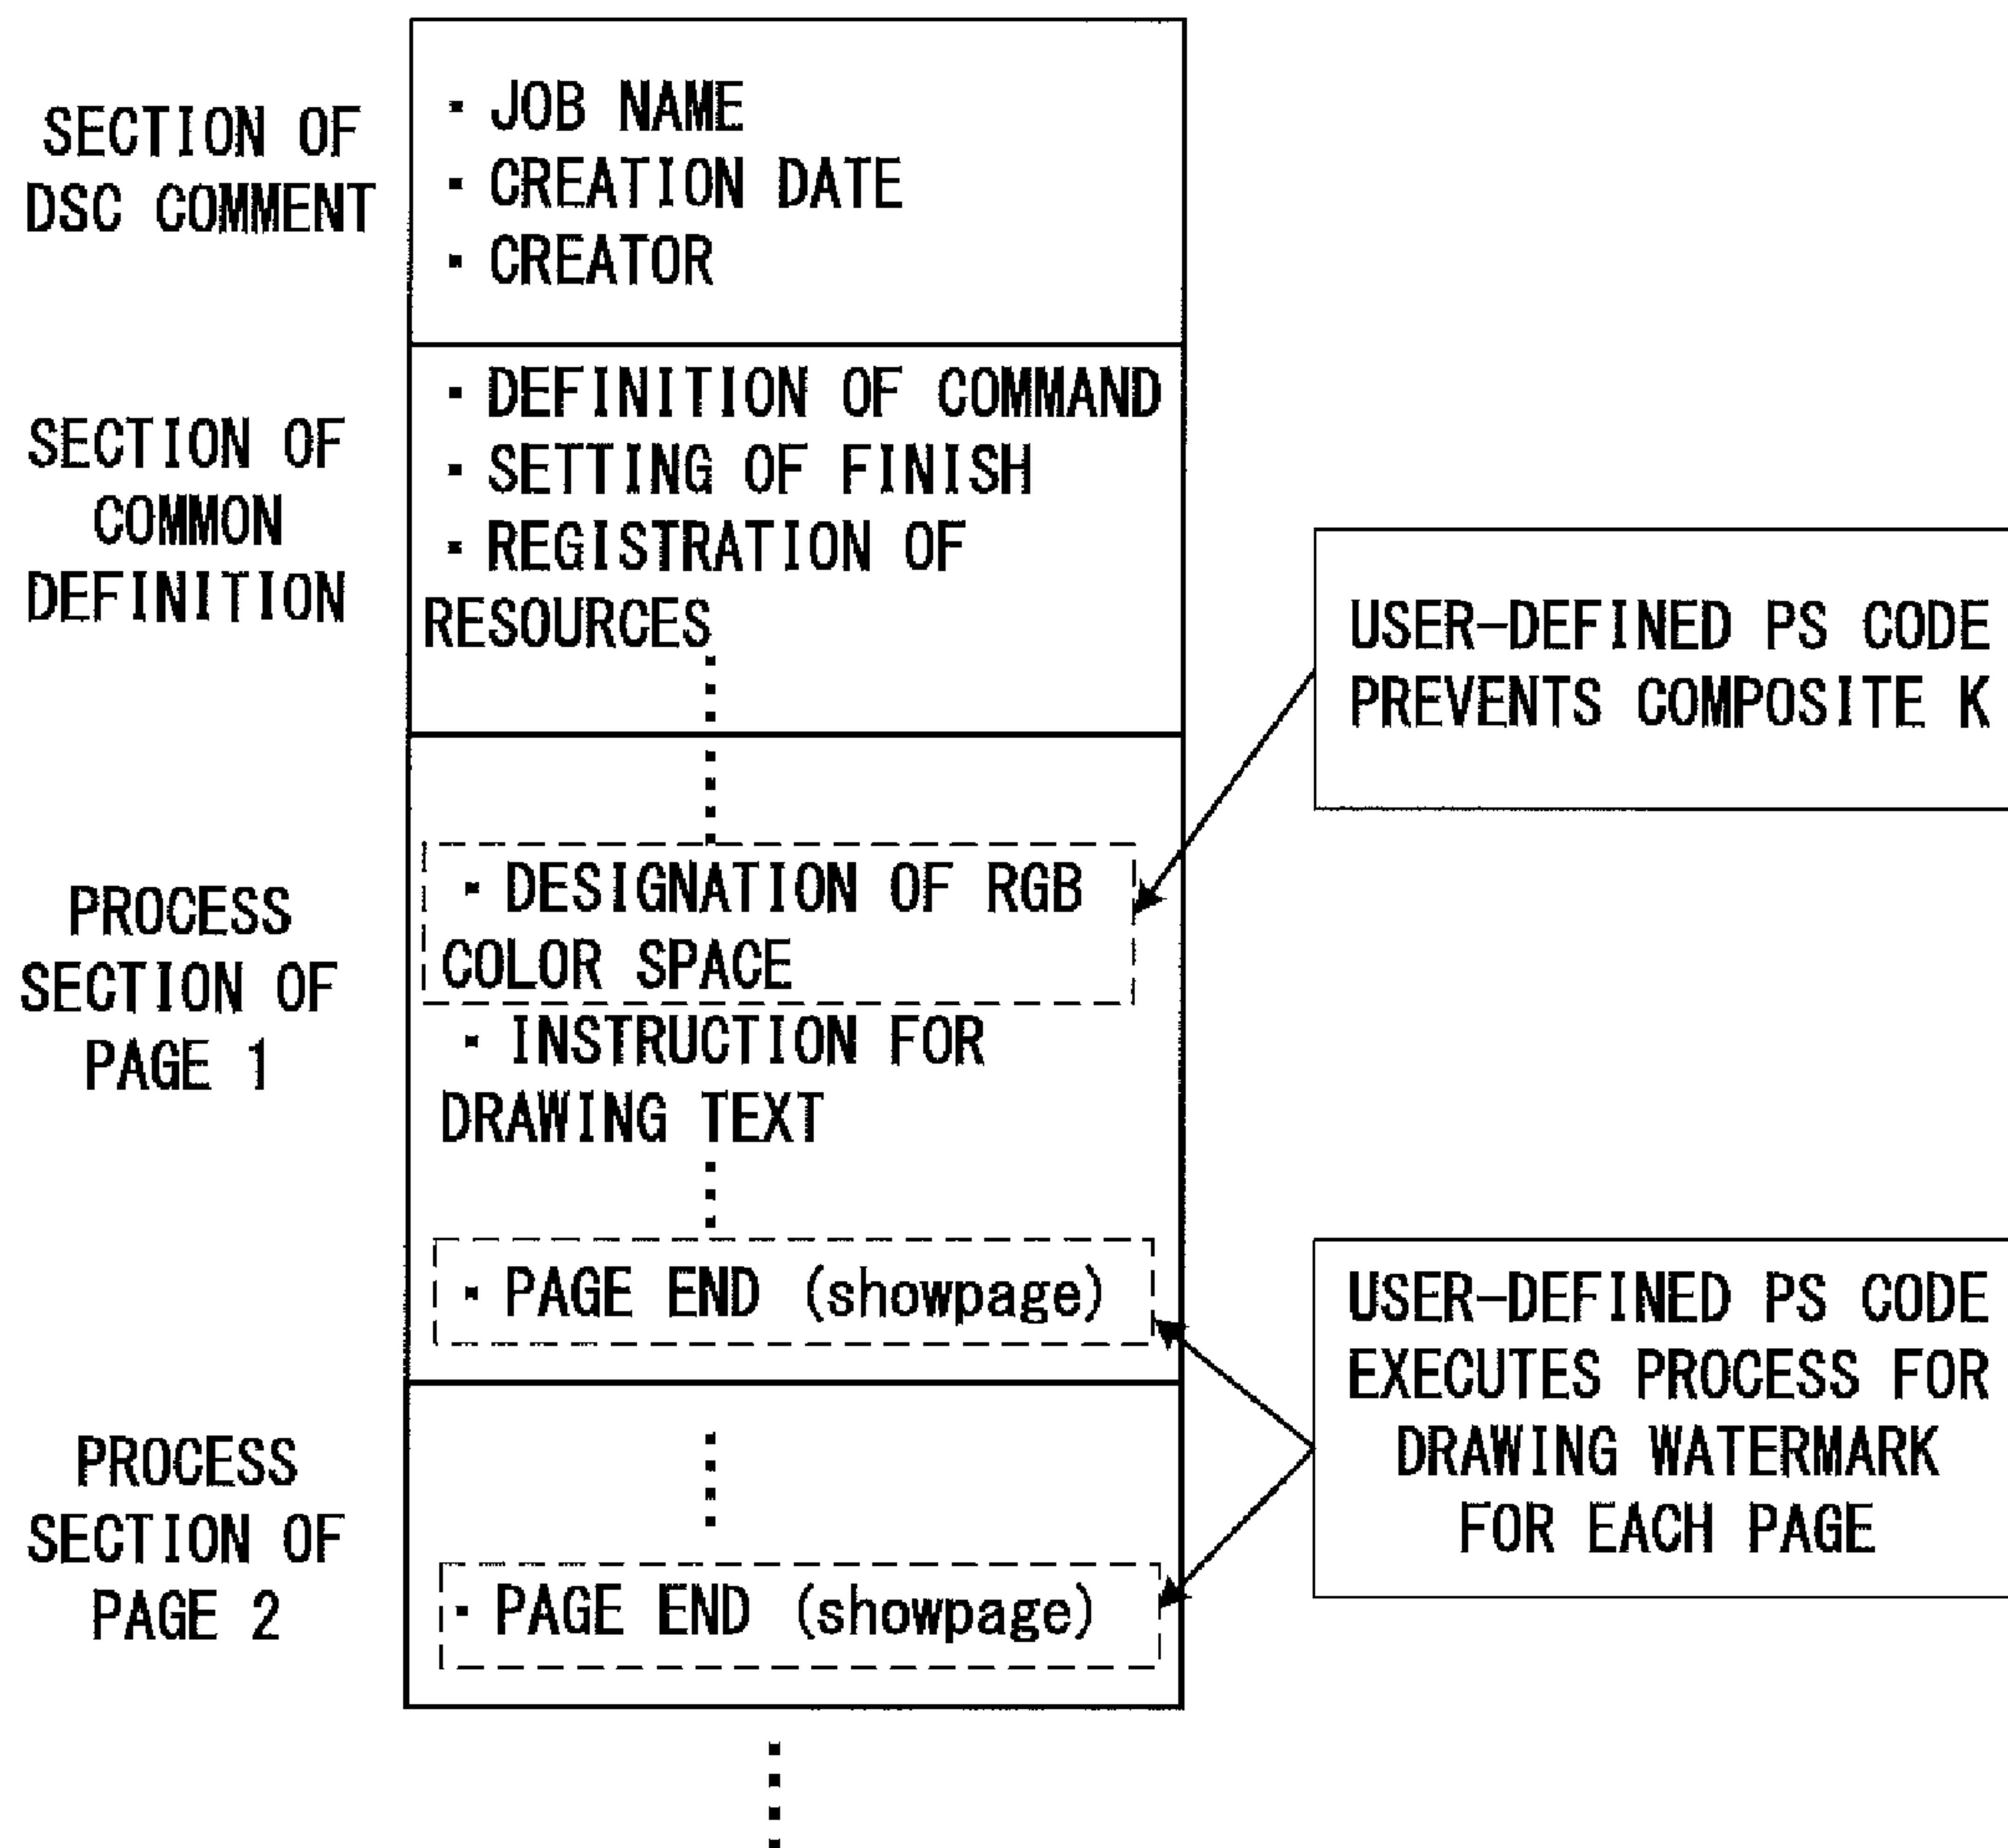 SECTION OF
DSC COMMENT
· JOB NAME
· CREATION DATE
· CREATOR
SECTION OF
COMMON
DEFINITION
· DEFINITION OF COMMAND
· SETTING OF FINISH
· REGISTRATION OF
RESOURCES
USER-DEFINED PS CODE
PREVENTS COMPOSITE K
PROCESS
SECTION OF
PAGE 1
· DESIGNATION OF RGB
COLOR SPACE
· INSTRUCTION FOR
DRAWING TEXT
· PAGE END (showpage)
USER-DEFINED PS CODE
EXECUTES PROCESS FOR
DRAWING WATERMARK
FOR EACH PAGE
PROCESS
SECTION OF
PAGE 2
· PAGE END (showpage)